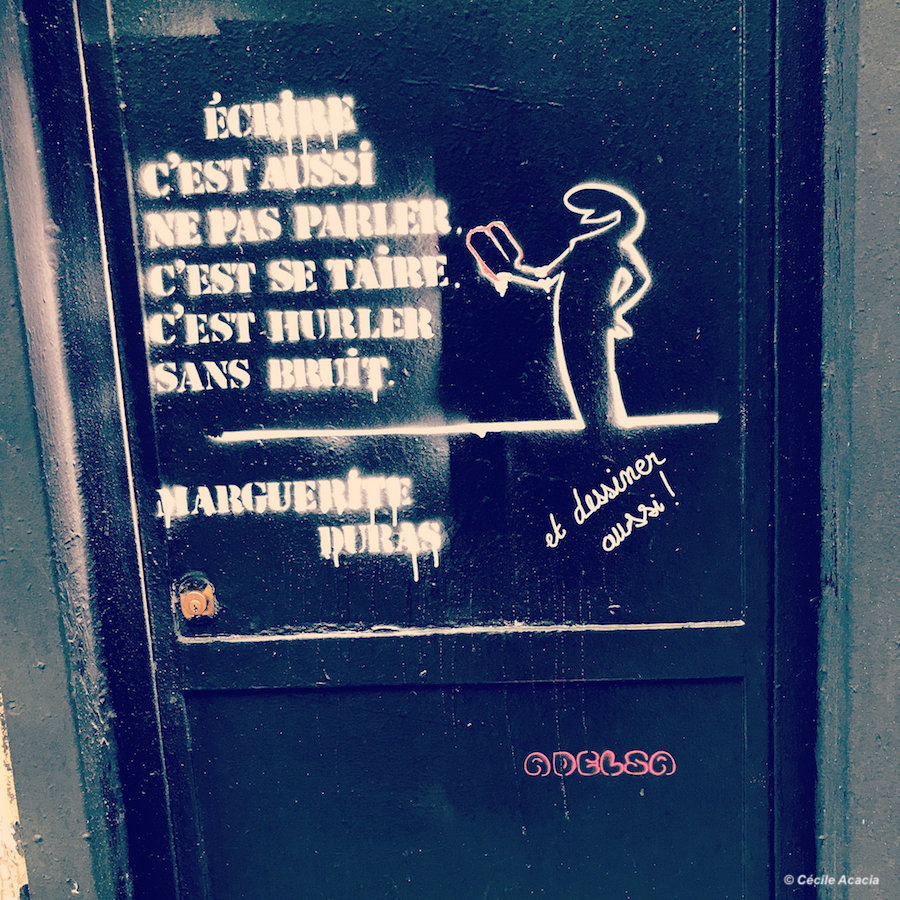 ÉCRiRE
C'EST AUSSi
NE PAS PARLER.
C'EST SE TAiRE.
C'EST HURLER
SANS BRUiT.
MARGUERiTE
DURAS
et dessiner
aussi !
ADELSA
© Cécile Acacia